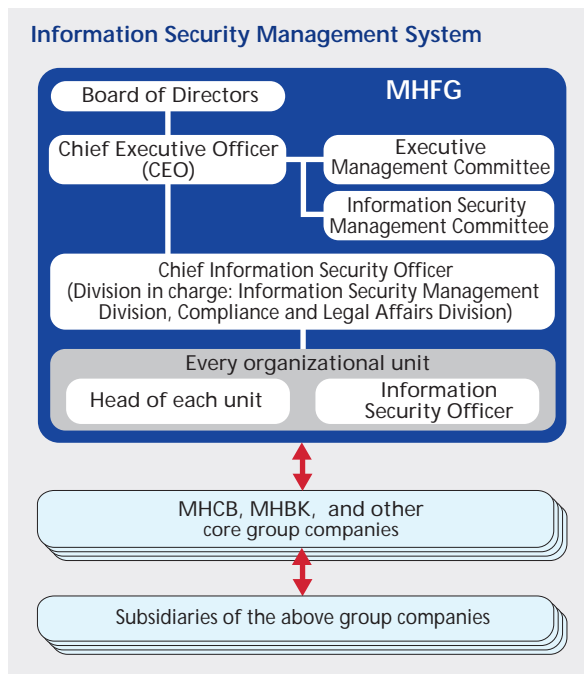 Information Security Management System
MHFG
Board of Directors
Chief Executive Officer
(CEO)
Executive
Management Committee
Information Security
Management Committee
Chief Information Security Officer
(Division in charge: Information Security Management
Division, Compliance and Legal Affairs Division)
Every organizational unit
Head of each unit
Information
Security Officer
MHCB, MHBK, and other
core group companies
Subsidiaries of the above group companies